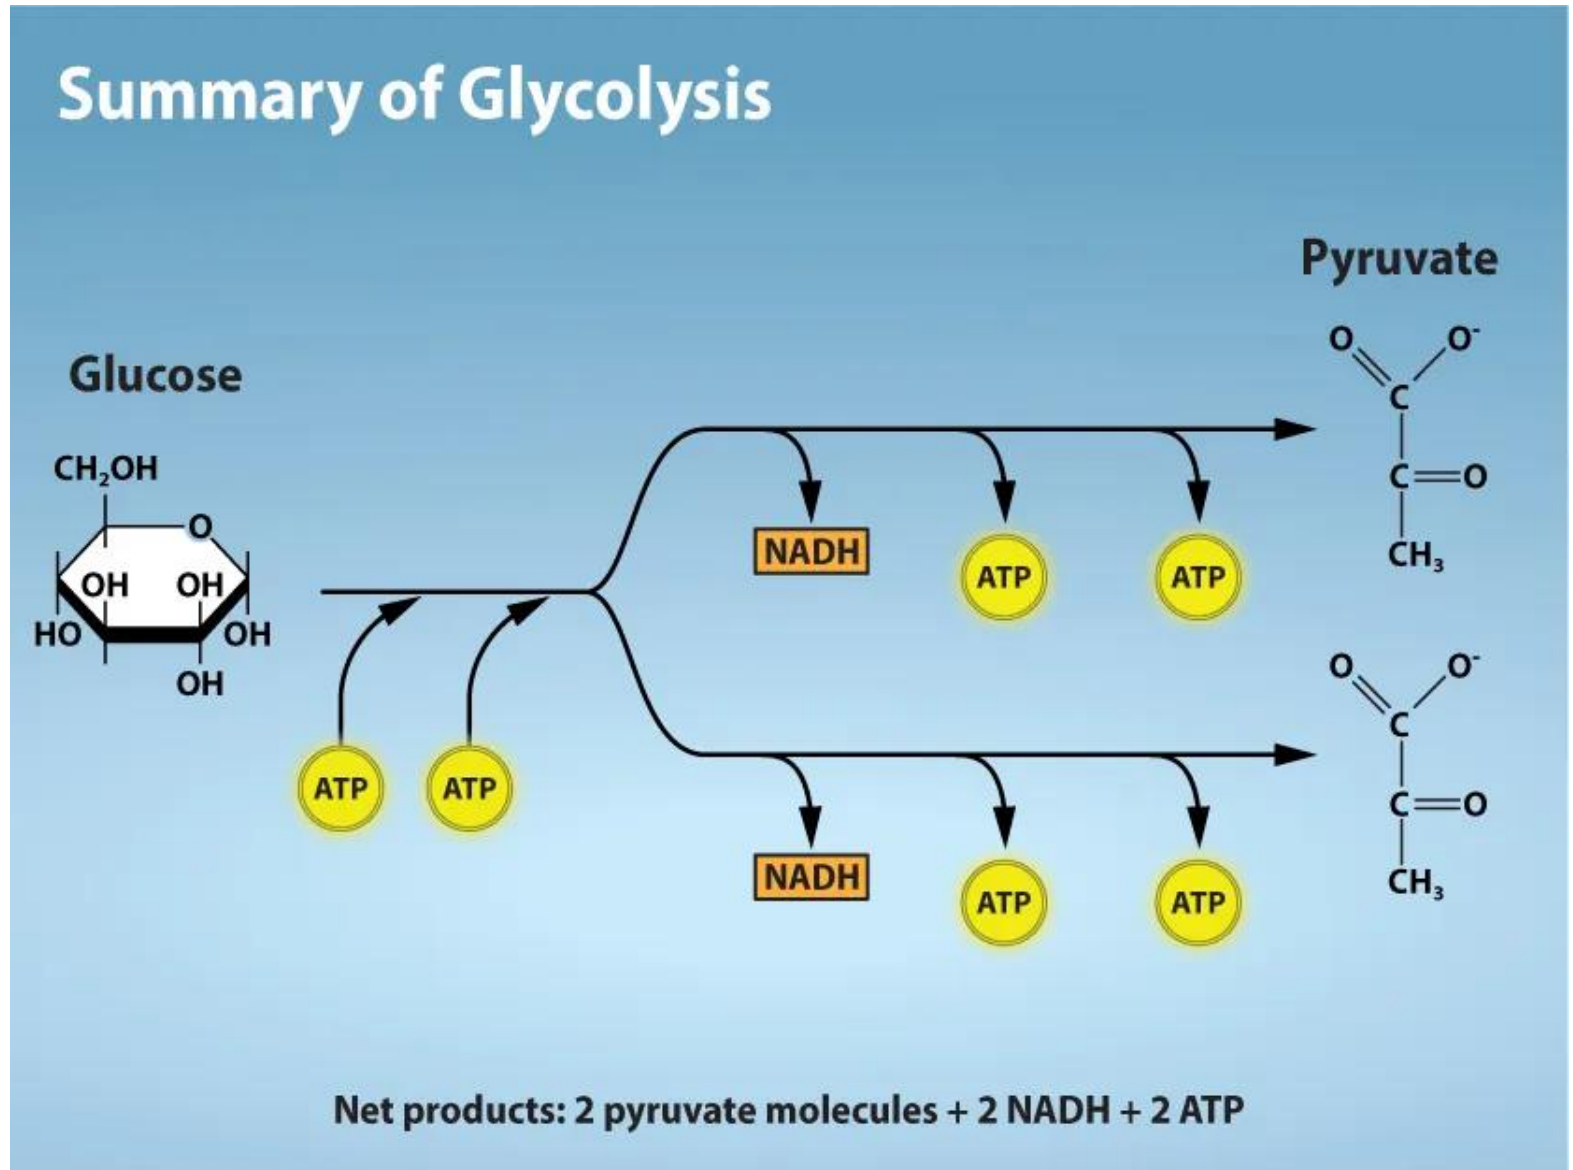 Summary of Glycolysis
Pyruvate
O O⁻
C
C O
CH₃
Glucose
CH₂OH
O
OH OH
HO OH
OH
NADH ATP ATP
ATP ATP
O O⁻
C
C O
CH₃
NADH ATP ATP
Net products: 2 pyruvate molecules + 2 NADH + 2 ATP